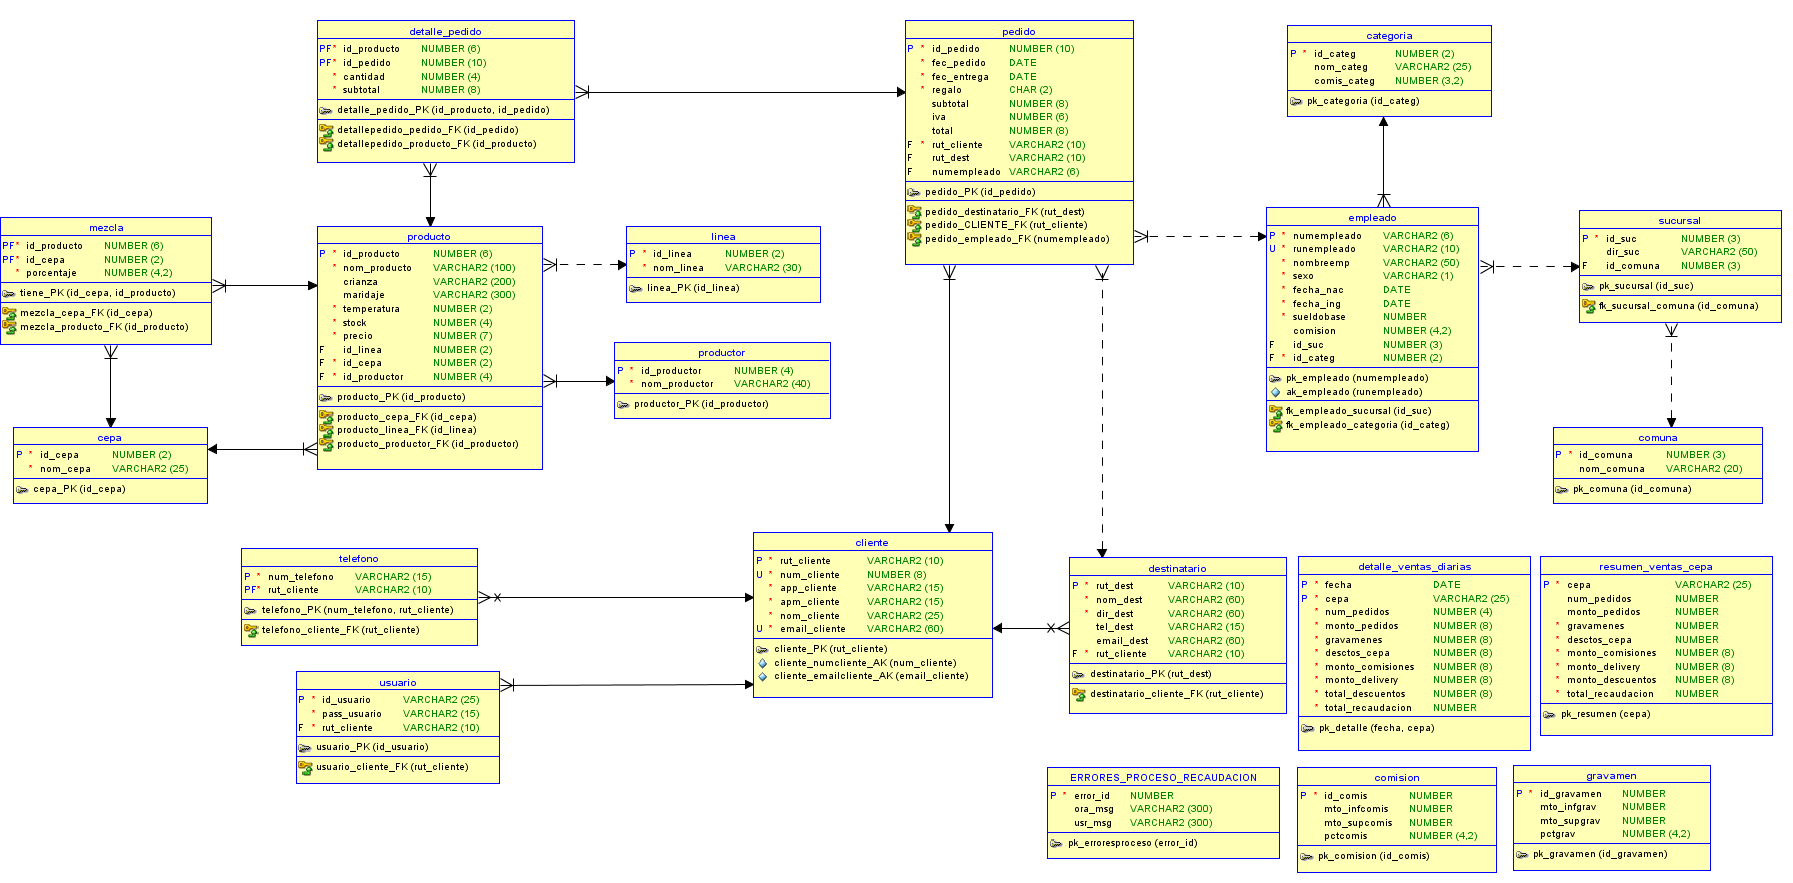 detalle_pedido
PF* id_producto NUMBER (6)
PF* id_pedido NUMBER (10)
* cantidad NUMBER (4)
* subtotal NUMBER (8)
detalle_pedido_PK (id_producto, id_pedido)
detallepedido_pedido_FK (id_pedido)
detallepedido_producto_FK (id_producto)
pedido
P * id_pedido NUMBER (10)
* fec_pedido DATE
* fec_entrega DATE
* regalo CHAR (2)
subtotal NUMBER (8)
iva NUMBER (6)
total NUMBER (8)
F * rut_cliente VARCHAR2 (10)
F rut_dest VARCHAR2 (10)
F numempleado VARCHAR2 (6)
pedido_PK (id_pedido)
pedido_destinatario_FK (rut_dest)
pedido_CLIENTE_FK (rut_cliente)
pedido_empleado_FK (numempleado)
categoria
P * id_categ NUMBER (2)
nom_categ VARCHAR2 (25)
comis_categ NUMBER (3,2)
pk_categoria (id_categ)
mezcla
PF* id_producto NUMBER (6)
PF* id_cepa NUMBER (2)
* porcentaje NUMBER (4,2)
tiene_PK (id_cepa, id_producto)
mezcla_cepa_FK (id_cepa)
mezcla_producto_FK (id_producto)
producto
P * id_producto NUMBER (6)
* nom_producto VARCHAR2 (100)
crianza VARCHAR2 (200)
maridaje VARCHAR2 (300)
* temperatura NUMBER (2)
* stock NUMBER (4)
* precio NUMBER (7)
F id_linea NUMBER (2)
F * id_cepa NUMBER (2)
F * id_productor NUMBER (4)
producto_PK (id_producto)
producto_cepa_FK (id_cepa)
producto_linea_FK (id_linea)
producto_productor_FK (id_productor)
linea
P * id_linea NUMBER (2)
* nom_linea VARCHAR2 (30)
linea_PK (id_linea)
productor
P * id_productor NUMBER (4)
* nom_productor VARCHAR2 (40)
productor_PK (id_productor)
empleado
P * numempleado VARCHAR2 (6)
U * runempleado VARCHAR2 (10)
* nombreemp VARCHAR2 (50)
* sexo VARCHAR2 (1)
* fecha_nac DATE
* fecha_ing DATE
* sueldobase NUMBER
comision NUMBER (4,2)
F id_suc NUMBER (3)
F * id_categ NUMBER (2)
pk_empleado (numempleado)
ak_empleado (runempleado)
fk_empleado_sucursal (id_suc)
fk_empleado_categoria (id_categ)
sucursal
P * id_suc NUMBER (3)
dir_suc VARCHAR2 (50)
F id_comuna NUMBER (3)
pk_sucursal (id_suc)
fk_sucursal_comuna (id_comuna)
cepa
P * id_cepa NUMBER (2)
* nom_cepa VARCHAR2 (25)
cepa_PK (id_cepa)
comuna
P * id_comuna NUMBER (3)
nom_comuna VARCHAR2 (20)
pk_comuna (id_comuna)
telefono
P * num_telefono VARCHAR2 (15)
PF* rut_cliente VARCHAR2 (10)
telefono_PK (num_telefono, rut_cliente)
telefono_cliente_FK (rut_cliente)
cliente
P * rut_cliente VARCHAR2 (10)
U * num_cliente NUMBER (8)
* app_cliente VARCHAR2 (15)
* apm_cliente VARCHAR2 (15)
* nom_cliente VARCHAR2 (25)
U * email_cliente VARCHAR2 (60)
cliente_PK (rut_cliente)
cliente_numcliente_AK (num_cliente)
cliente_emailcliente_AK (email_cliente)
destinatario
P * rut_dest VARCHAR2 (10)
* nom_dest VARCHAR2 (60)
* dir_dest VARCHAR2 (60)
* tel_dest VARCHAR2 (15)
email_dest VARCHAR2 (60)
F * rut_cliente VARCHAR2 (10)
destinatario_PK (rut_dest)
destinatario_cliente_FK (rut_cliente)
detalle_ventas_diarias
P * fecha DATE
P * cepa VARCHAR2 (25)
* num_pedidos NUMBER (4)
* monto_pedidos NUMBER (8)
* gravamenes NUMBER (8)
* desctos_cepa NUMBER (8)
* monto_comisiones NUMBER (8)
* monto_delivery NUMBER (8)
* total_descuentos NUMBER (8)
* total_recaudacion NUMBER
pk_detalle (fecha, cepa)
resumen_ventas_cepa
P * cepa VARCHAR2 (25)
num_pedidos NUMBER
monto_pedidos NUMBER
* gravamenes NUMBER
* desctos_cepa NUMBER
* monto_comisiones NUMBER (8)
* monto_delivery NUMBER (8)
* monto_descuentos NUMBER (8)
* total_recaudacion NUMBER
pk_resumen (cepa)
usuario
P * id_usuario VARCHAR2 (25)
* pass_usuario VARCHAR2 (15)
F * rut_cliente VARCHAR2 (10)
usuario_PK (id_usuario)
usuario_cliente_FK (rut_cliente)
ERRORES_PROCESO_RECAUDACION
P * error_id NUMBER
ora_msg VARCHAR2 (300)
usr_msg VARCHAR2 (300)
pk_erroresproceso (error_id)
comision
P * id_comis NUMBER
mto_infcomis NUMBER
mto_supcomis NUMBER
pctcomis NUMBER (4,2)
pk_comision (id_comis)
gravamen
P * id_gravamen NUMBER
mto_infgrav NUMBER
mto_supgrav NUMBER
pctgrav NUMBER (4,2)
pk_gravamen (id_gravamen)